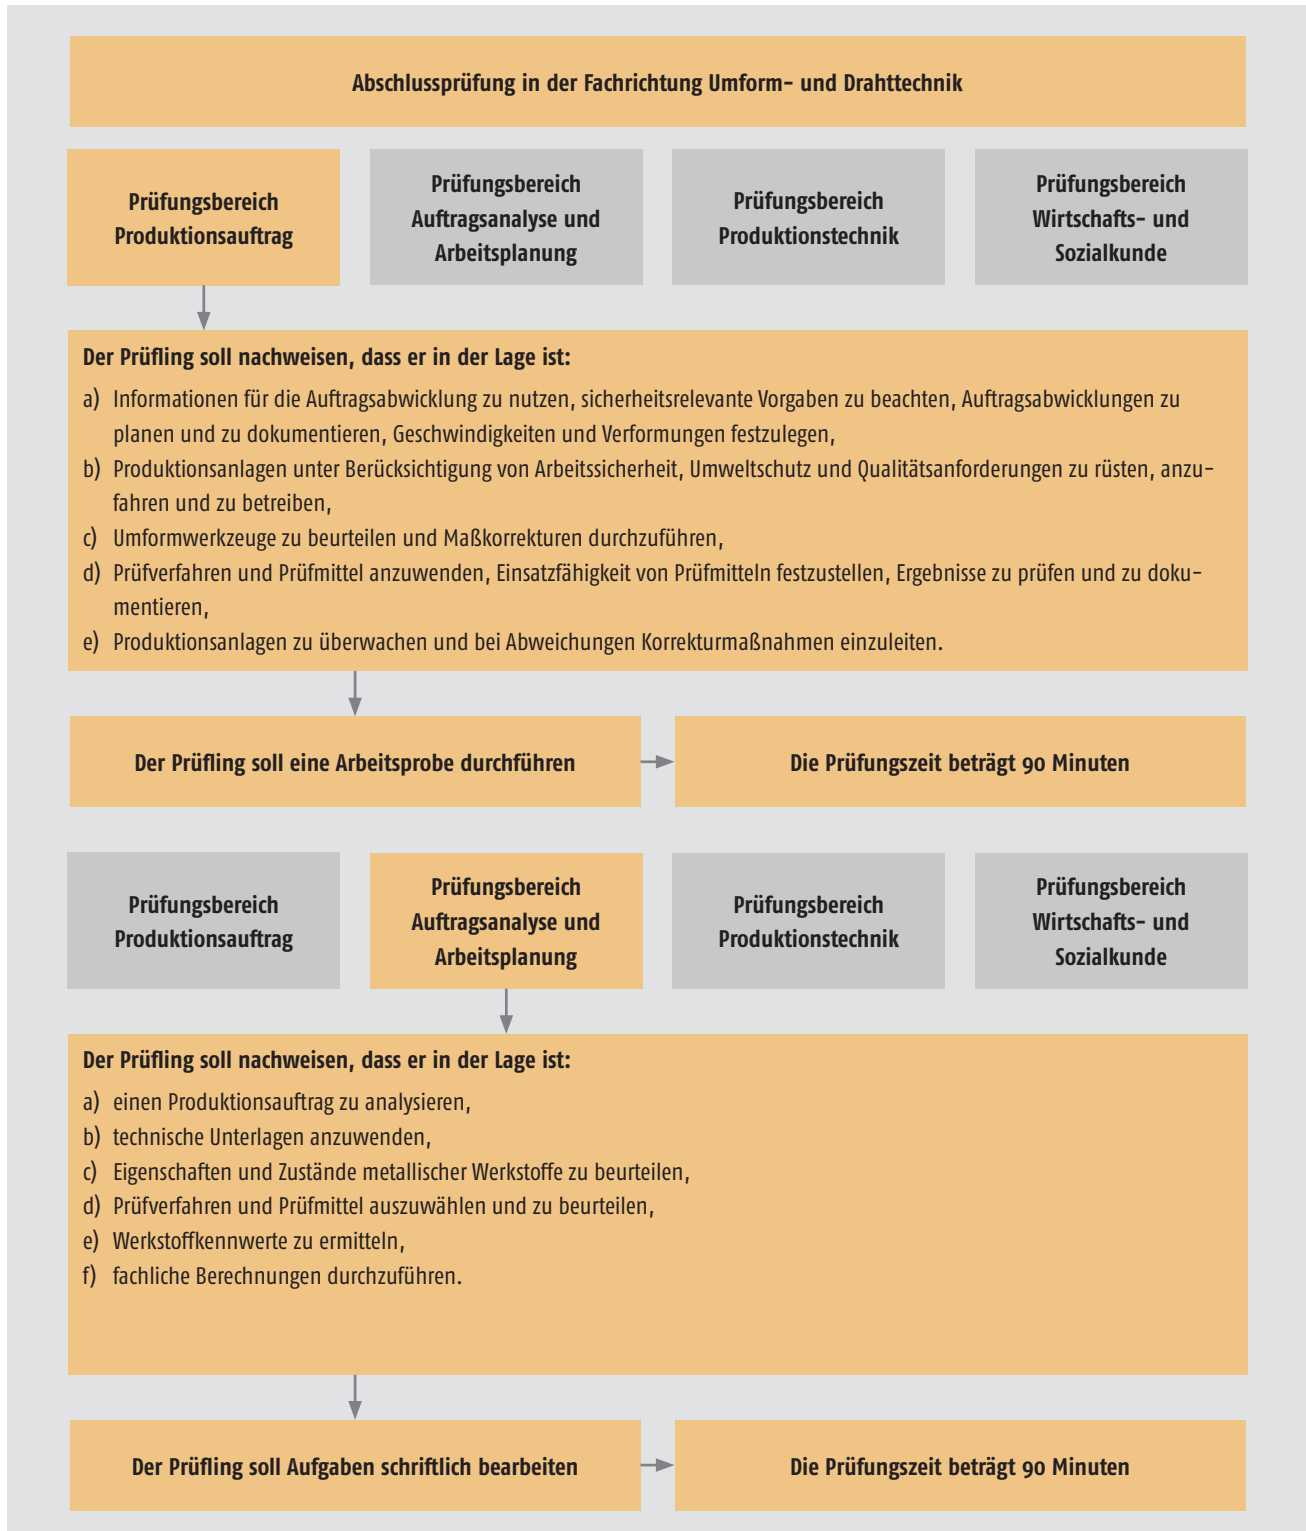 Abschlussprüfung in der Fachrichtung Umform- und Drahttechnik
Prüfungsbereich
Produktionsauftrag
Prüfungsbereich
Auftragsanalyse und
Arbeitsplanung
Prüfungsbereich
Produktionstechnik
Prüfungsbereich
Wirtschafts- und
Sozialkunde
Der Prüfling soll nachweisen, dass er in der Lage ist:
a) Informationen für die Auftragsabwicklung zu nutzen, sicherheitsrelevante Vorgaben zu beachten, Auftragsabwicklungen zu
planen und zu dokumentieren, Geschwindigkeiten und Verformungen festzulegen,
b) Produktionsanlagen unter Berücksichtigung von Arbeitssicherheit, Umweltschutz und Qualitätsanforderungen zu rüsten, anzu-
fahren und zu betreiben,
c) Umformwerkzeuge zu beurteilen und Maßkorrekturen durchzuführen,
d) Prüfverfahren und Prüfmittel anzuwenden, Einsatzfähigkeit von Prüfmitteln festzustellen, Ergebnisse zu prüfen und zu doku-
mentieren,
e) Produktionsanlagen zu überwachen und bei Abweichungen Korrekturmaßnahmen einzuleiten.
Der Prüfling soll eine Arbeitsprobe durchführen
Die Prüfungszeit beträgt 90 Minuten
Prüfungsbereich
Produktionsauftrag
Prüfungsbereich
Auftragsanalyse und
Arbeitsplanung
Prüfungsbereich
Produktionstechnik
Prüfungsbereich
Wirtschafts- und
Sozialkunde
Der Prüfling soll nachweisen, dass er in der Lage ist:
a) einen Produktionsauftrag zu analysieren,
b) technische Unterlagen anzuwenden,
c) Eigenschaften und Zustände metallischer Werkstoffe zu beurteilen,
d) Prüfverfahren und Prüfmittel auszuwählen und zu beurteilen,
e) Werkstoffkennwerte zu ermitteln,
f) fachliche Berechnungen durchzuführen.
Der Prüfling soll Aufgaben schriftlich bearbeiten
Die Prüfungszeit beträgt 90 Minuten